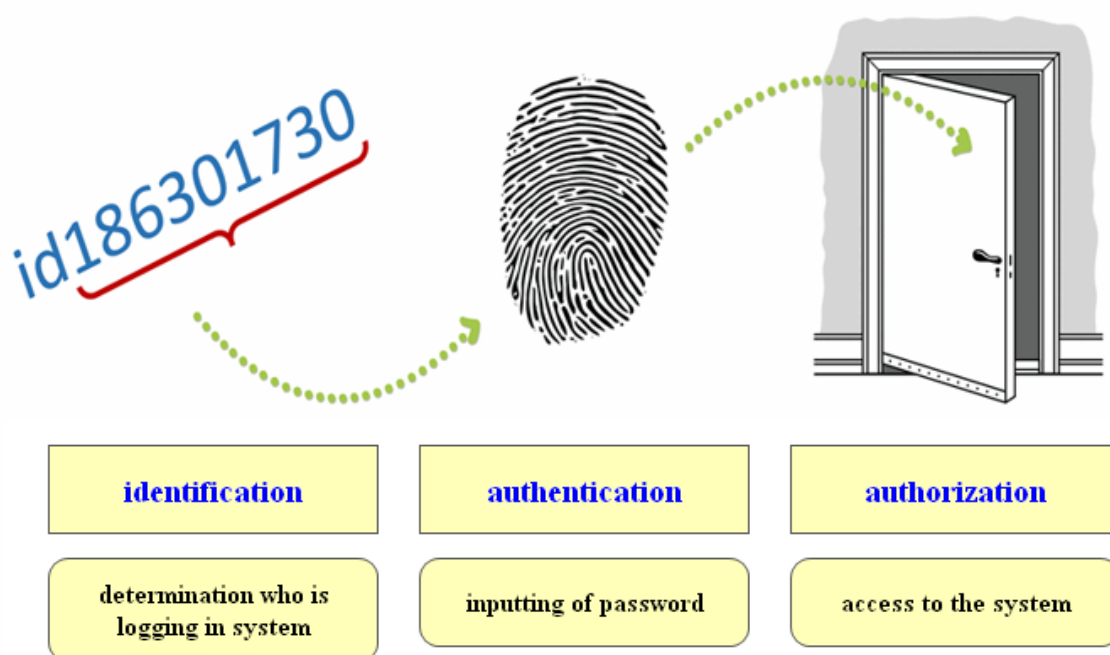 id186301730
identification
authentication
authorization
determination who is
logging in system
inputting of password
access to the system